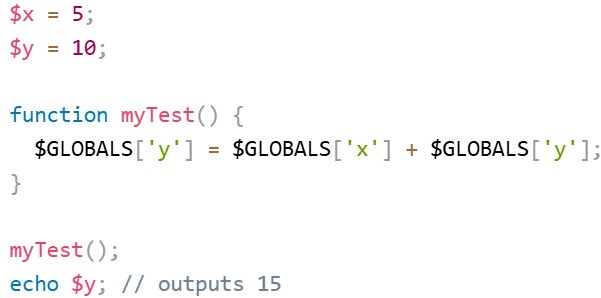 $x = 5;
$y = 10;

function myTest() {
  $GLOBALS['y'] = $GLOBALS['x'] + $GLOBALS['y'];
}

myTest();
echo $y; // outputs 15